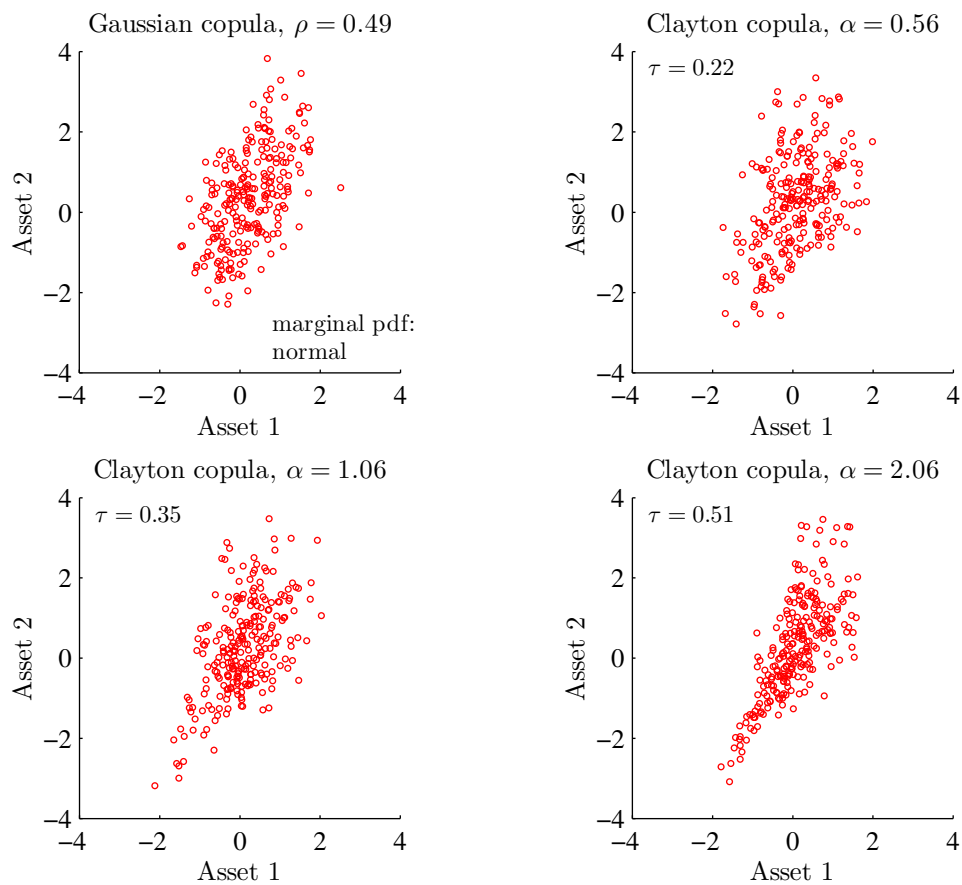 Gaussian copula, ρ = 0.49
4
2
0
−2
−4
Asset 2
marginal pdf:
normal
−4 −2 0 2 4
Asset 1
Clayton copula, α = 0.56
τ = 0.22
4
2
0
−2
−4
Asset 2
−4 −2 0 2 4
Asset 1
Clayton copula, α = 1.06
τ = 0.35
4
2
0
−2
−4
Asset 2
−4 −2 0 2 4
Asset 1
Clayton copula, α = 2.06
τ = 0.51
4
2
0
−2
−4
Asset 2
−4 −2 0 2 4
Asset 1